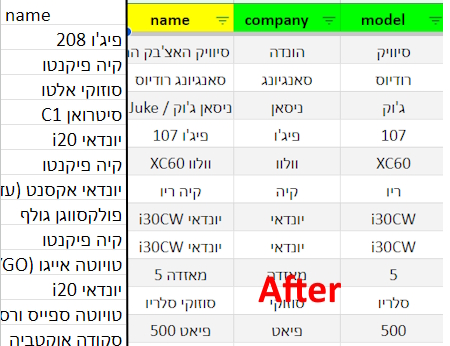 name
פיג'ו 208
קיה פיקנטו
סוזוקי אלטו
סיטרואן C1
יונדאי i20
קיה פיקנטו
יונדאי אקסנט (עד
פולקסווגן גולף
קיה פיקנטו
טויוטה אייגו (GO
יונדאי i20
טויוטה ספייס ורס
סקודה אוקטביה
name company model
סיוויק האצ'בק הו הונדה סיוויק
סאנגיונג רודיוס סאנגיונג רודיוס
ניסאן ג'וק / Juke ניסאן ג'וק
פיג'ו 107 פיג'ו 107
וולוו XC60 וולוו XC60
קיה ריו קיה ריו
יונדאי i30CW יונדאי i30CW
יונדאי i30CW יונדאי i30CW
מאזדה 5 מאזדה 5
סוזוקי סלריו סוזוקי סלריו
פיאט 500 פיאט 500
After